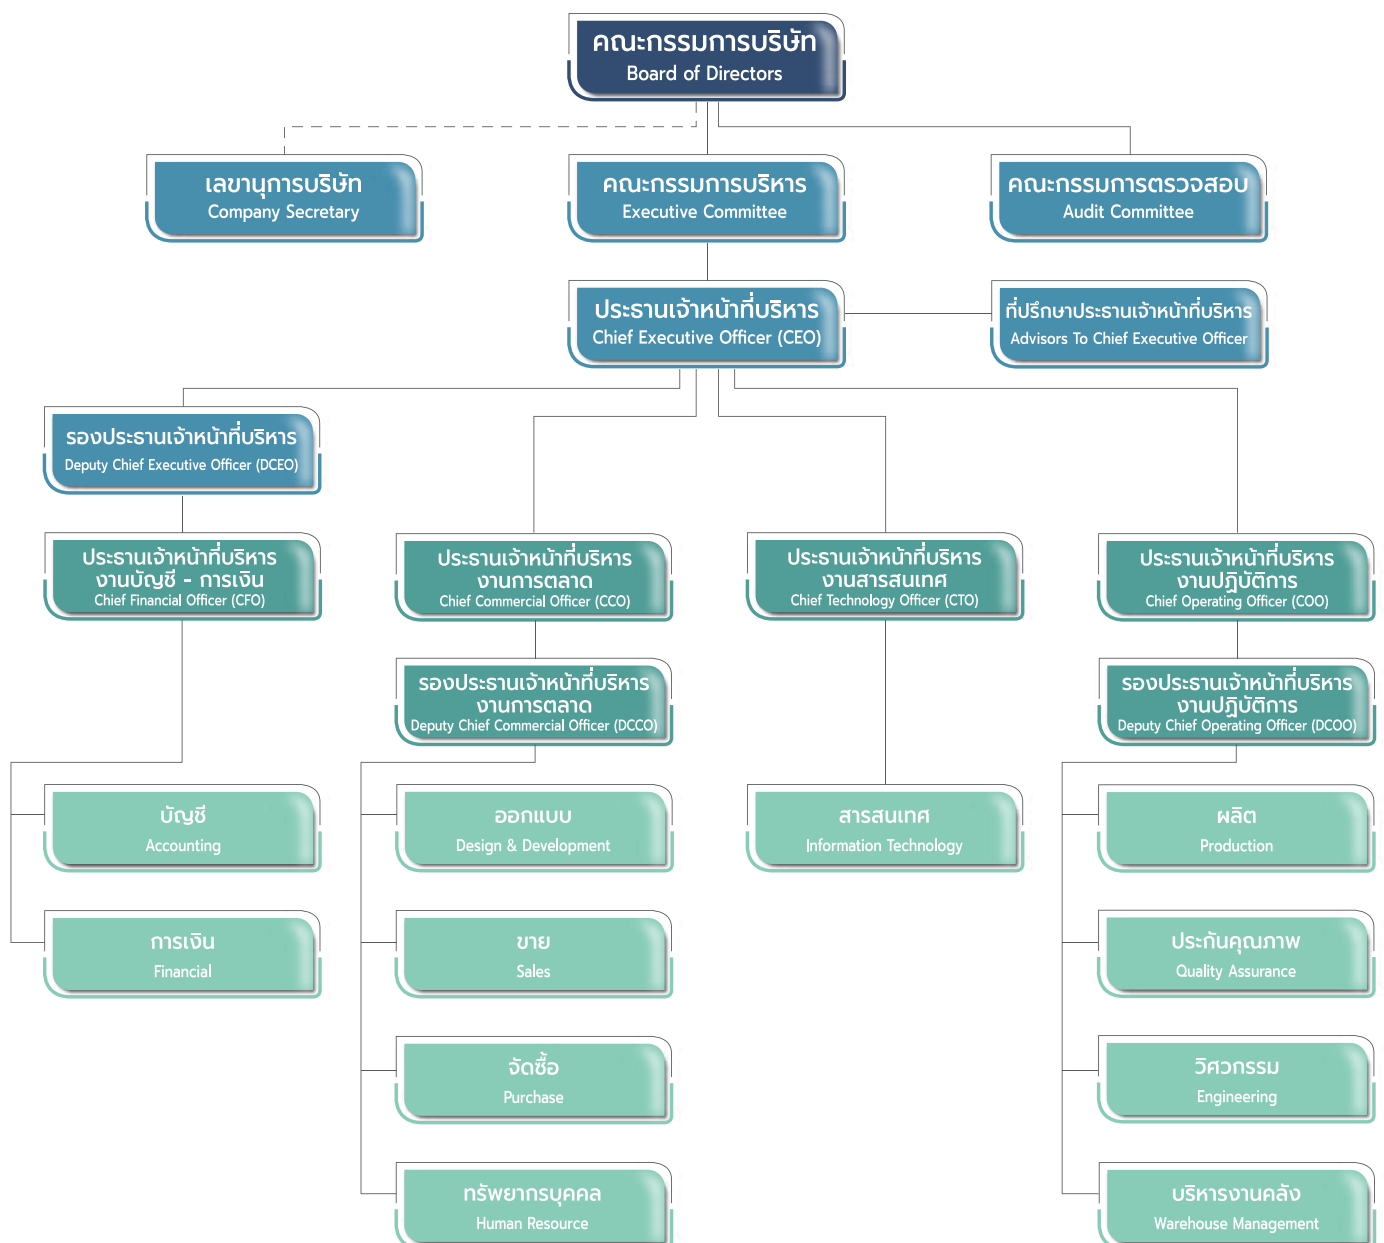 คณะกรรมการบริษัท
Board of Directors
เลขานุการบริษัท
Company Secretary
คณะกรรมการบริหาร
Executive Committee
คณะกรรมการตรวจสอบ
Audit Committee
ประธานเจ้าหน้าที่บริหาร
Chief Executive Officer (CEO)
ที่ปรึกษาประธานเจ้าหน้าที่บริหาร
Advisors To Chief Executive Officer
รองประธานเจ้าหน้าที่บริหาร
Deputy Chief Executive Officer (DCEO)
ประธานเจ้าหน้าที่บริหาร
งานบัญชี - การเงิน
Chief Financial Officer (CFO)
ประธานเจ้าหน้าที่บริหาร
งานการตลาด
Chief Commercial Officer (CCO)
ประธานเจ้าหน้าที่บริหาร
งานสารสนเทศ
Chief Technology Officer (CTO)
ประธานเจ้าหน้าที่บริหาร
งานปฏิบัติการ
Chief Operating Officer (COO)
รองประธานเจ้าหน้าที่บริหาร
งานการตลาด
Deputy Chief Commercial Officer (DCCO)
รองประธานเจ้าหน้าที่บริหาร
งานปฏิบัติการ
Deputy Chief Operating Officer (DCOO)
บัญชี
Accounting
ออกแบบ
Design & Development
สารสนเทศ
Information Technology
ผลิต
Production
การเงิน
Financial
ขาย
Sales
ประกันคุณภาพ
Quality Assurance
จัดซื้อ
Purchase
วิศวกรรม
Engineering
ทรัพยากรบุคคล
Human Resource
บริหารงานคลัง
Warehouse Management